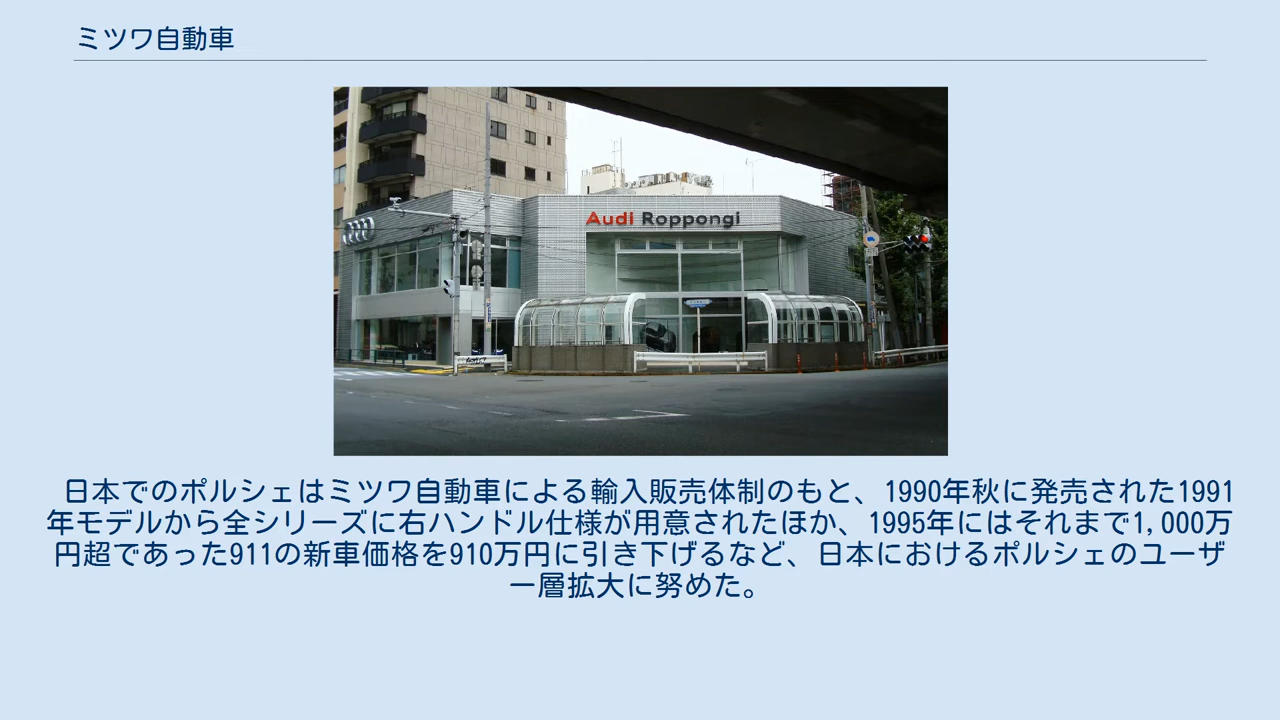 ミツワ自動車
Audi Roppongi
日本でのポルシェはミツワ自動車による輸入販売体制のもと、1990年秋に発売された1991
年モデルから全シリーズに右ハンドル仕様が用意されたほか、1995年にはそれまで1,000万
円超であった911の新車価格を910万円に引き下げるなど、日本におけるポルシェのユーザ
ー層拡大に努めた。